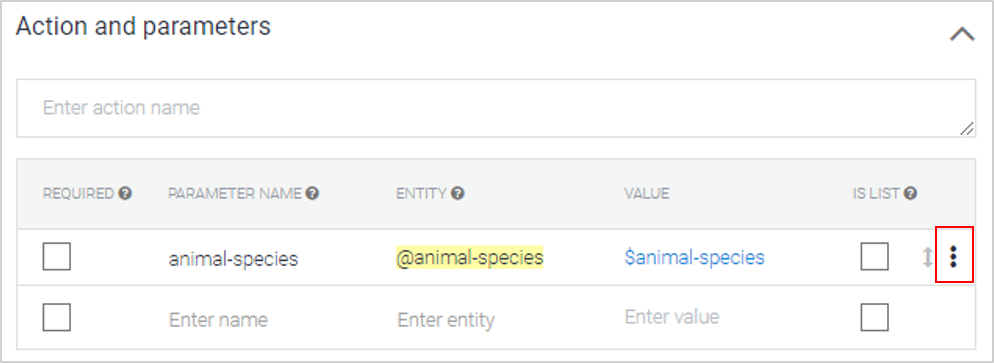 Action and parameters
Enter action name
REQUIRED ? PARAMETER NAME ? ENTITY ? VALUE IS LIST ?
animal-species @animal-species $animal-species
Enter name Enter entity Enter value